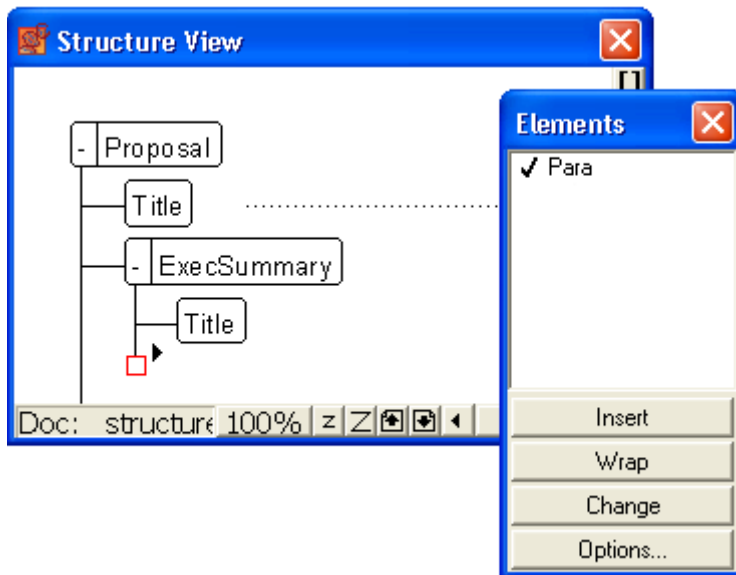 Structure View
- Proposal
Title
- ExecSummary
Title
Doc: structure 100% z Z
Elements
✓ Para
Insert
Wrap
Change
Options...